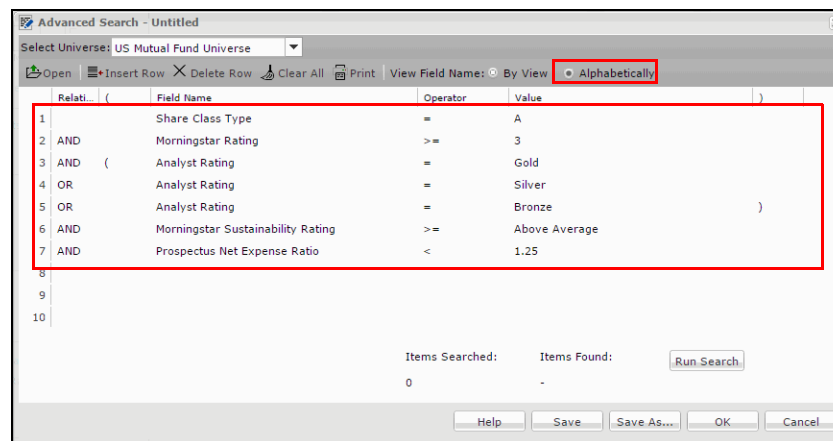 Advanced Search - Untitled
Select Universe: US Mutual Fund Universe
Open Insert Row Delete Row Clear All Print View Field Name: By View Alphabetically
Relati... ( Field Name Operator Value )
1 Share Class Type = A
2 AND Morningstar Rating >= 3
3 AND ( Analyst Rating = Gold
4 OR Analyst Rating = Silver
5 OR Analyst Rating = Bronze )
6 AND Morningstar Sustainability Rating >= Above Average
7 AND Prospectus Net Expense Ratio < 1.25
8
9
10
Items Searched: Items Found: Run Search
0 -
Help Save Save As... OK Cancel